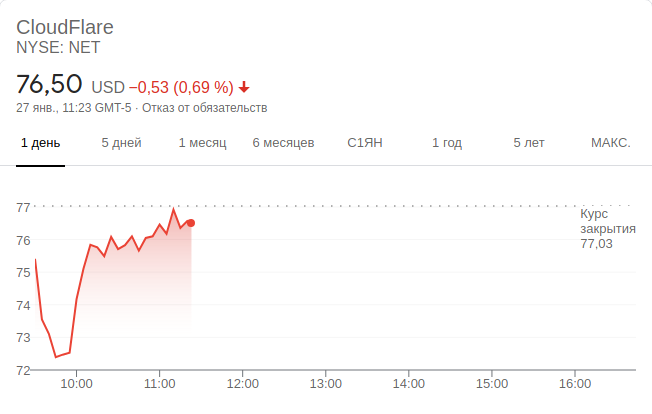 CloudFlare
NYSE: NET
76,50 USD −0,53 (0,69 %)
27 янв., 11:23 GMT-5 · Отказ от обязательств
1 день 5 дней 1 месяц 6 месяцев С1ЯН 1 год 5 лет МАКС.
77
Курс
закрытия
77,03
76
75
74
73
72
10:00 11:00 12:00 13:00 14:00 15:00 16:00